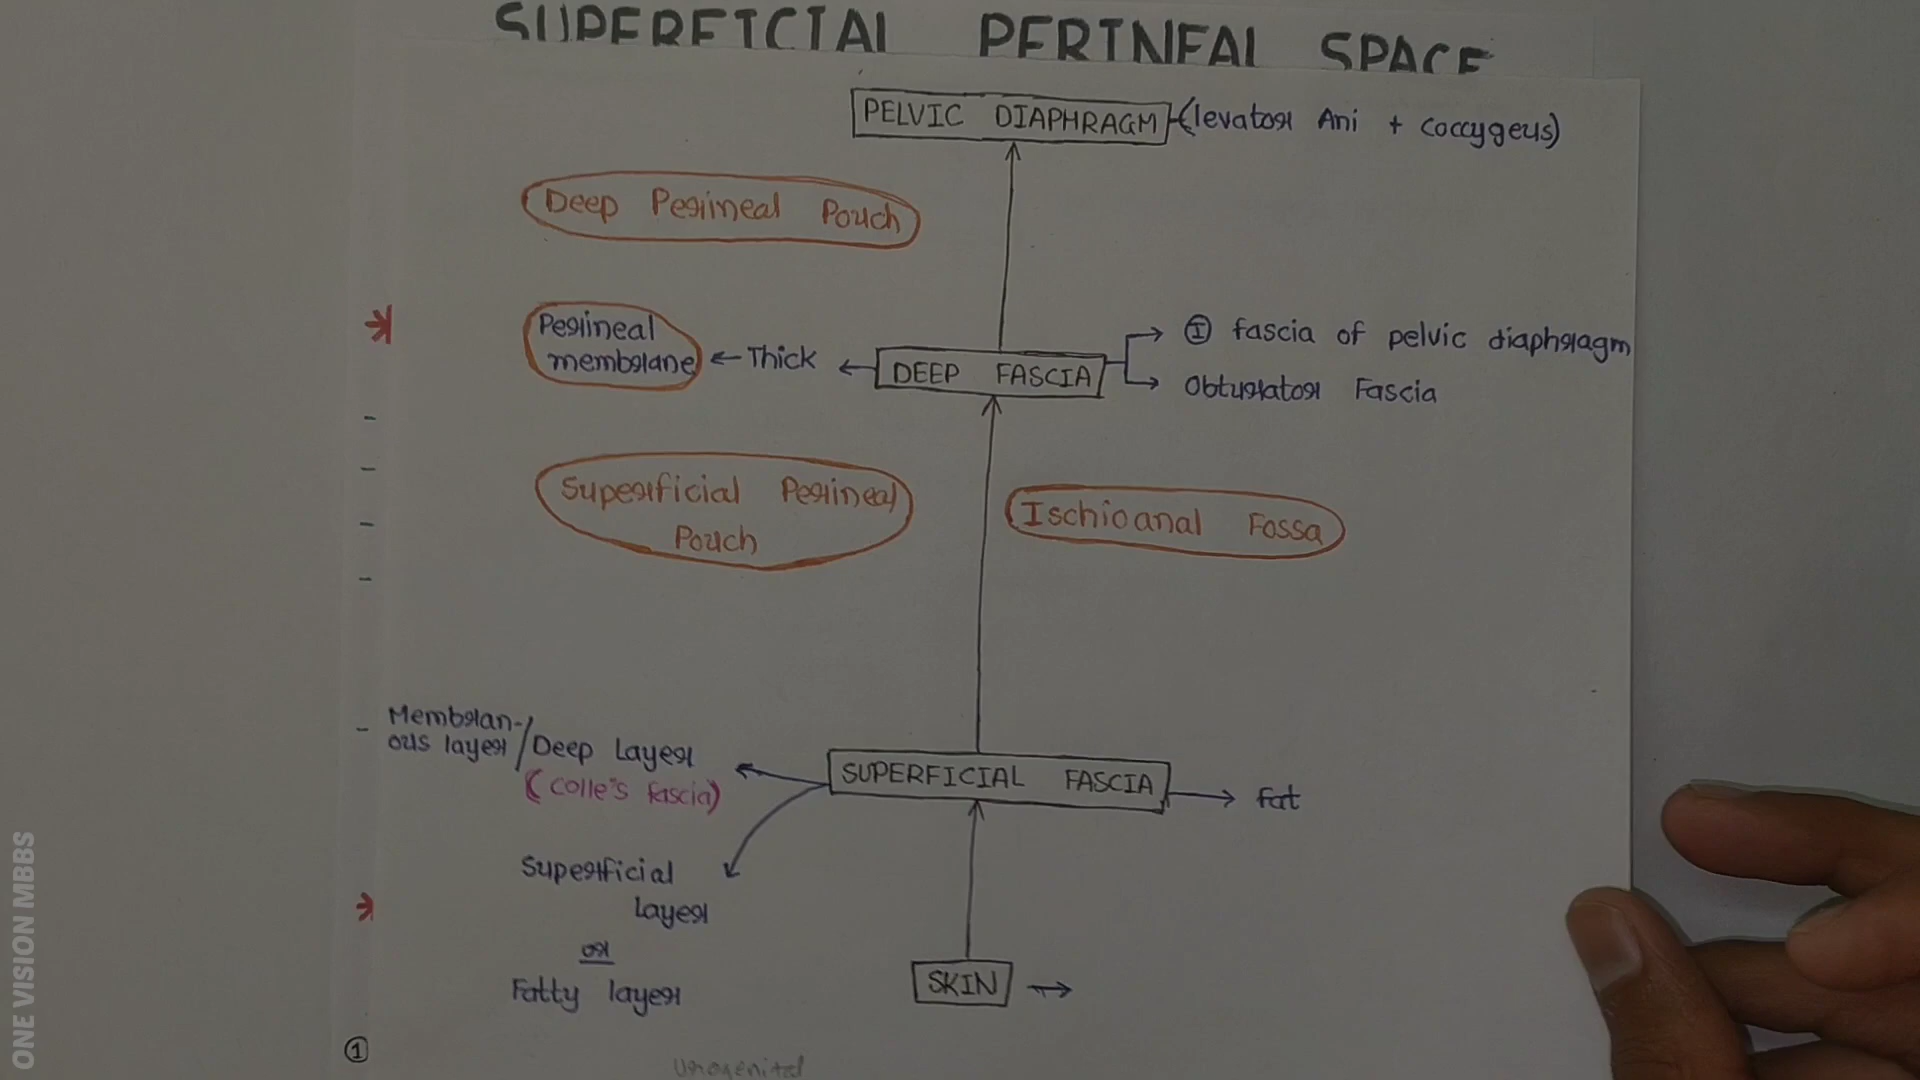 SUPERFICIAL PERINEAL SPACE
PELVIC DIAPHRAGM (levator Ani + coccygeus)
Deep Perineal Pouch
Perineal
membrane ← Thick ← DEEP FASCIA
→ ① fascia of pelvic diaphragm
→ Obturator Fascia
Superficial Perineal
Pouch
Ischioanal Fossa
Membran-
ous layer / Deep Layer
(Colle"s fascia)
SUPERFICIAL FASCIA → fat
Superficial
layer
or
Fatty layer
SKIN →
①
Urogenital
ONE VISION MBBS